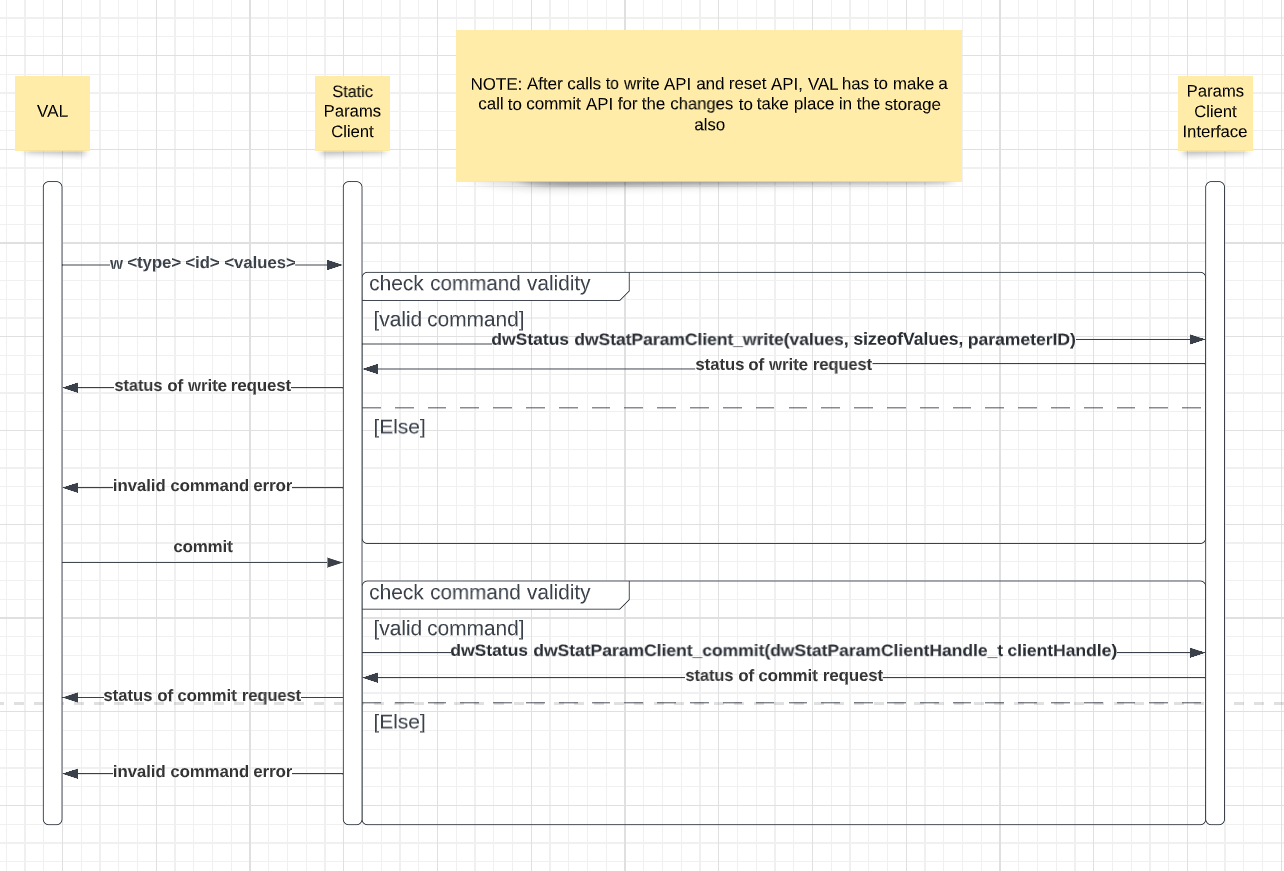 VAL
Static
Params
Client
NOTE: After calls to write API and reset API, VAL has to make a
call to commit API for the changes to take place in the storage
also
Params
Client
Interface
w <type> <id> <values>
check command validity
[valid command]
dwStatus dwStatParamClient_write(values, sizeofValues, parameterID)
status of write request
status of write request
[Else]
invalid command error
commit
check command validity
[valid command]
dwStatus dwStatParamClient_commit(dwStatParamClientHandle_t clientHandle)
status of commit request
status of commit request
[Else]
invalid command error